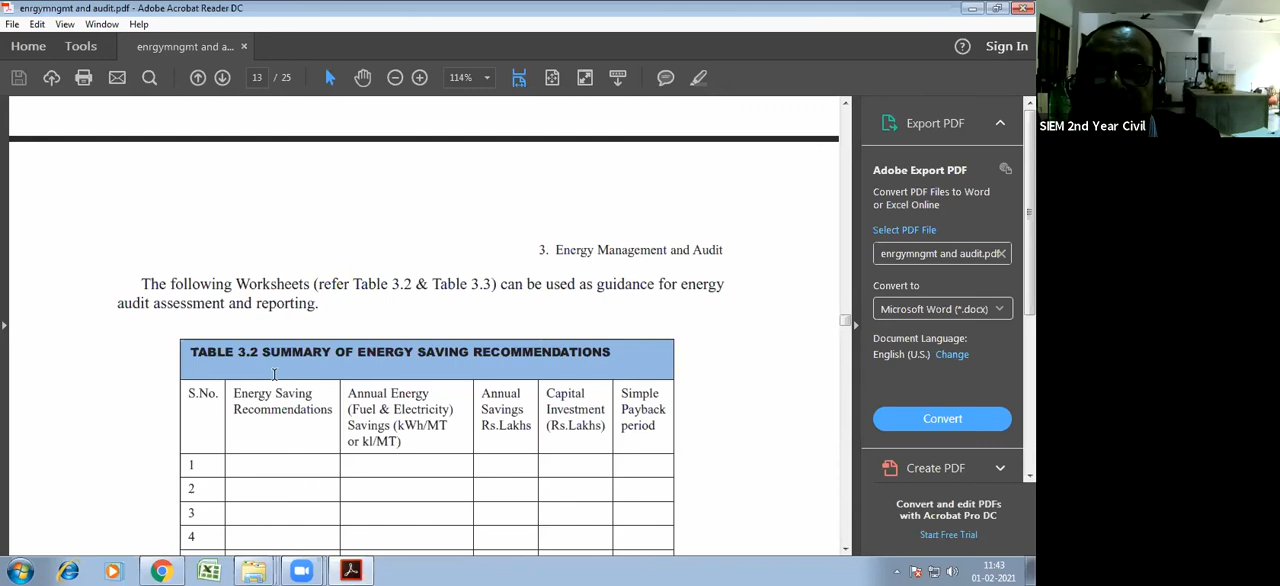 enrgymngmt and audit.pdf - Adobe Acrobat Reader DC
File Edit View Window Help
Home Tools enrgymngmt and a... × Sign In
13 / 25 114%
3. Energy Management and Audit
The following Worksheets (refer Table 3.2 & Table 3.3) can be used as guidance for energy
audit assessment and reporting.
TABLE 3.2 SUMMARY OF ENERGY SAVING RECOMMENDATIONS
S.No. Energy Saving Annual Energy Annual Capital Simple
Recommendations (Fuel & Electricity) Savings Investment Payback
Savings (kWh/MT Rs.Lakhs (Rs.Lakhs) period
or kl/MT)
1
2
3
4
Export PDF
Adobe Export PDF
Convert PDF Files to Word
or Excel Online
Select PDF File
enrgymngmt and audit.pdf
Convert to
Microsoft Word (*.docx)
Document Language:
English (U.S.) Change
Convert
Create PDF
Convert and edit PDFs
with Acrobat Pro DC
Start Free Trial
SIEM 2nd Year Civil
11:43
01-02-2021